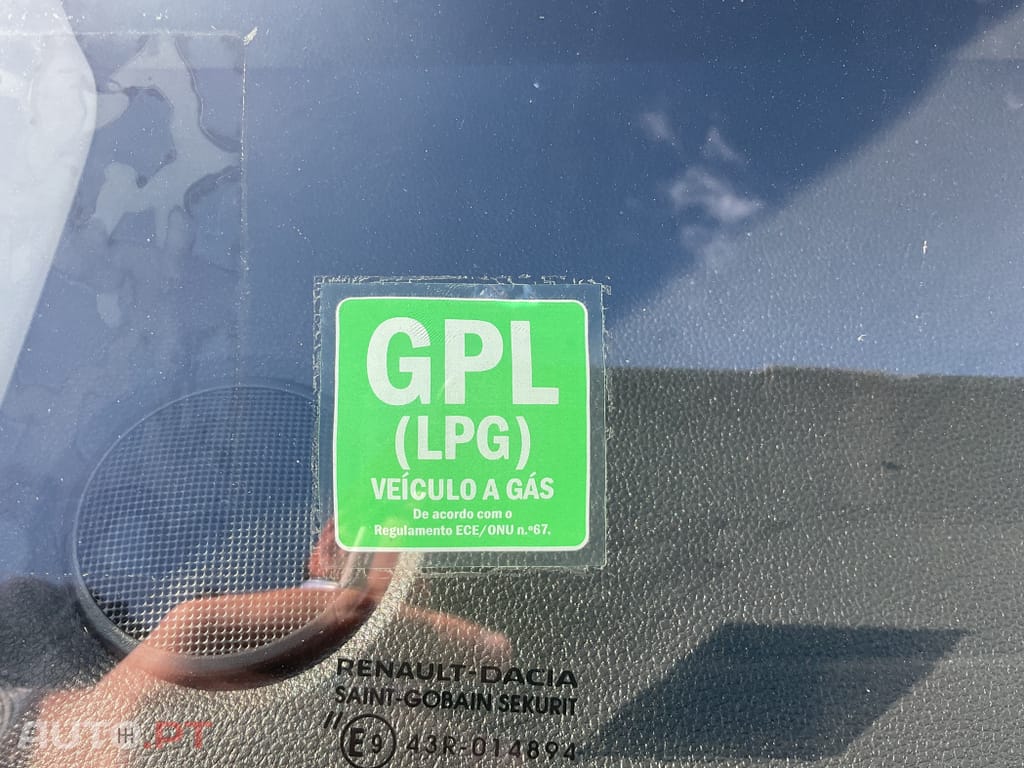 GPL
(LPG)
VEÍCULO A GÁS
De acordo com o
Regulamento ECE/ONU n.º67.
RENAULT-DACIA
SAINT-GOBAIN SEKURIT
" E9 43R-014894
AUTO.PT